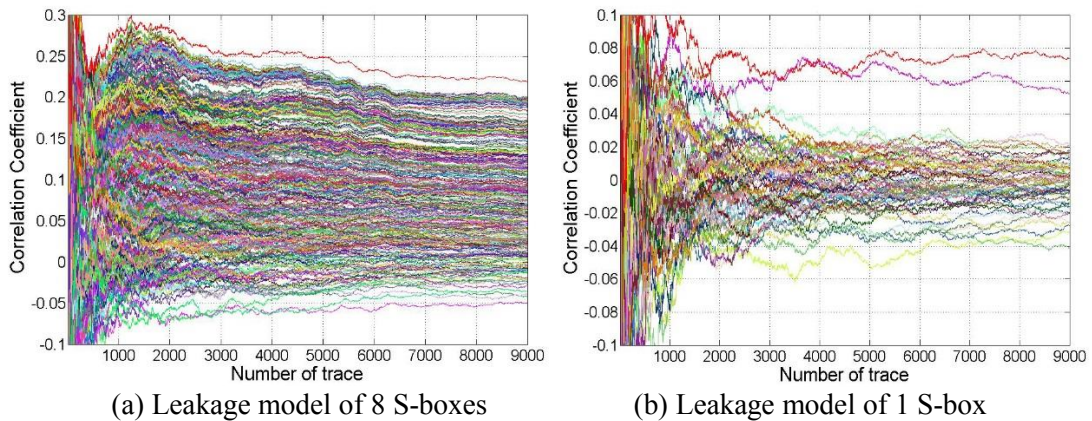 0.3
0.25
0.2
0.15
0.1
0.05
0
-0.05
-0.1
Correlation Coefficient
1000 2000 3000 4000 5000 6000 7000 8000 9000
Number of trace
(a) Leakage model of 8 S-boxes
0.1
0.08
0.06
0.04
0.02
0
-0.02
-0.04
-0.06
-0.08
-0.1
Correlation Coefficient
1000 2000 3000 4000 5000 6000 7000 8000 9000
Number of trace
(b) Leakage model of 1 S-box